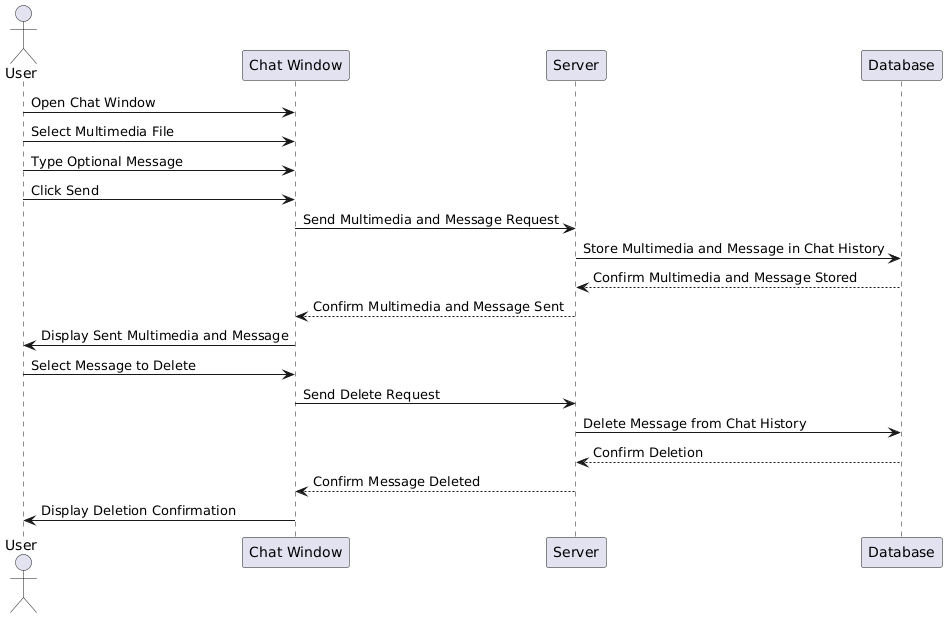 User
Chat Window
Server
Database
Open Chat Window
Select Multimedia File
Type Optional Message
Click Send
Send Multimedia and Message Request
Store Multimedia and Message in Chat History
Confirm Multimedia and Message Stored
Confirm Multimedia and Message Sent
Display Sent Multimedia and Message
Select Message to Delete
Send Delete Request
Delete Message from Chat History
Confirm Deletion
Confirm Message Deleted
Display Deletion Confirmation
User
Chat Window
Server
Database